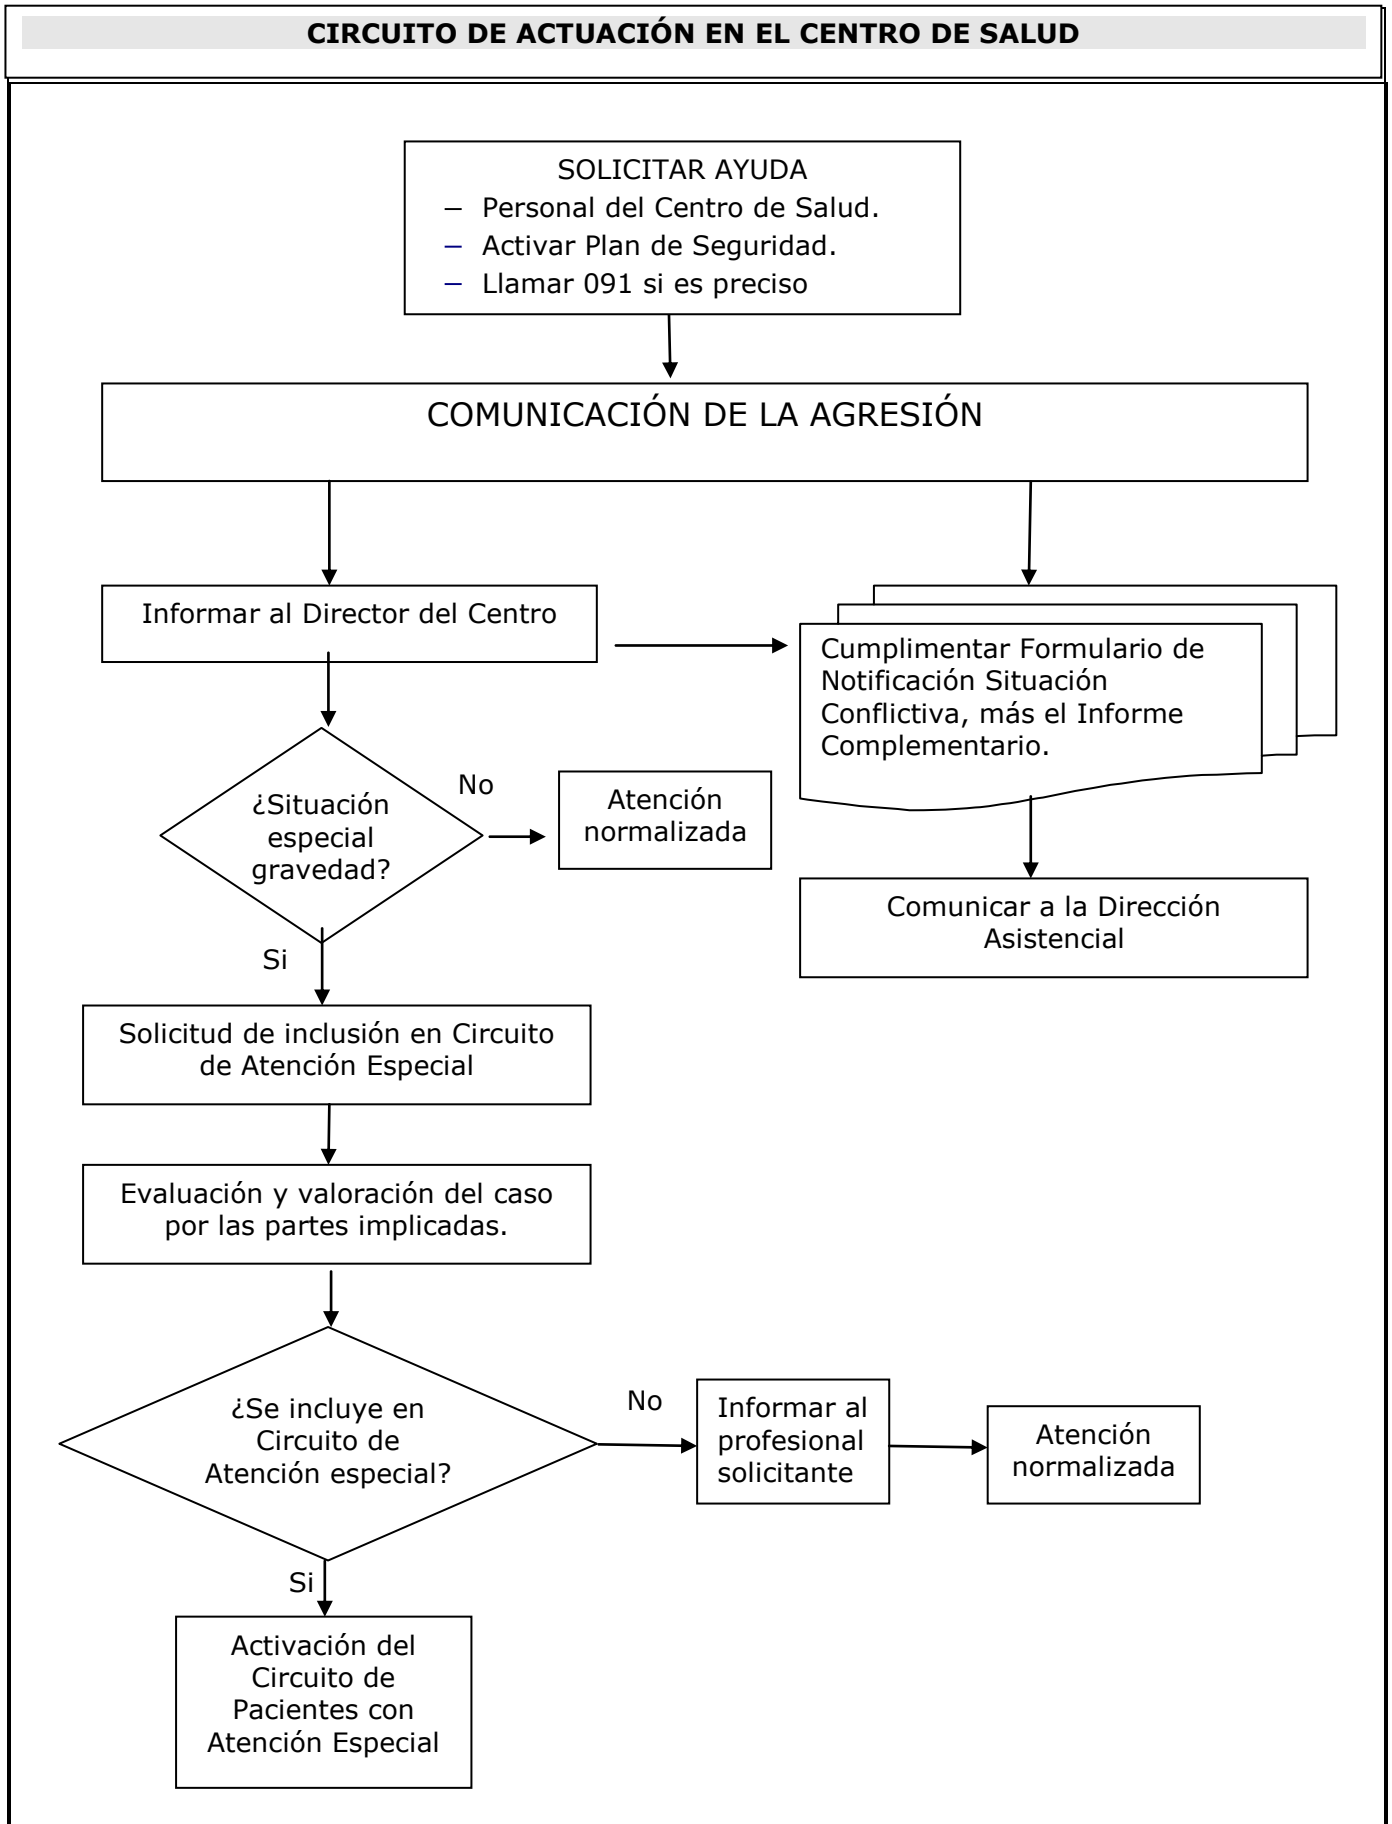 CIRCUITO DE ACTUACIÓN EN EL CENTRO DE SALUD
SOLICITAR AYUDA
– Personal del Centro de Salud.
– Activar Plan de Seguridad.
– Llamar 091 si es preciso
COMUNICACIÓN DE LA AGRESIÓN
Informar al Director del Centro
Cumplimentar Formulario de
Notificación Situación
Conflictiva, más el Informe
Complementario.
¿Situación
especial
gravedad?
No
Atención
normalizada
Comunicar a la Dirección
Asistencial
Si
Solicitud de inclusión en Circuito
de Atención Especial
Evaluación y valoración del caso
por las partes implicadas.
¿Se incluye en
Circuito de
Atención especial?
No
Informar al
profesional
solicitante
Atención
normalizada
Si
Activación del
Circuito de
Pacientes con
Atención Especial